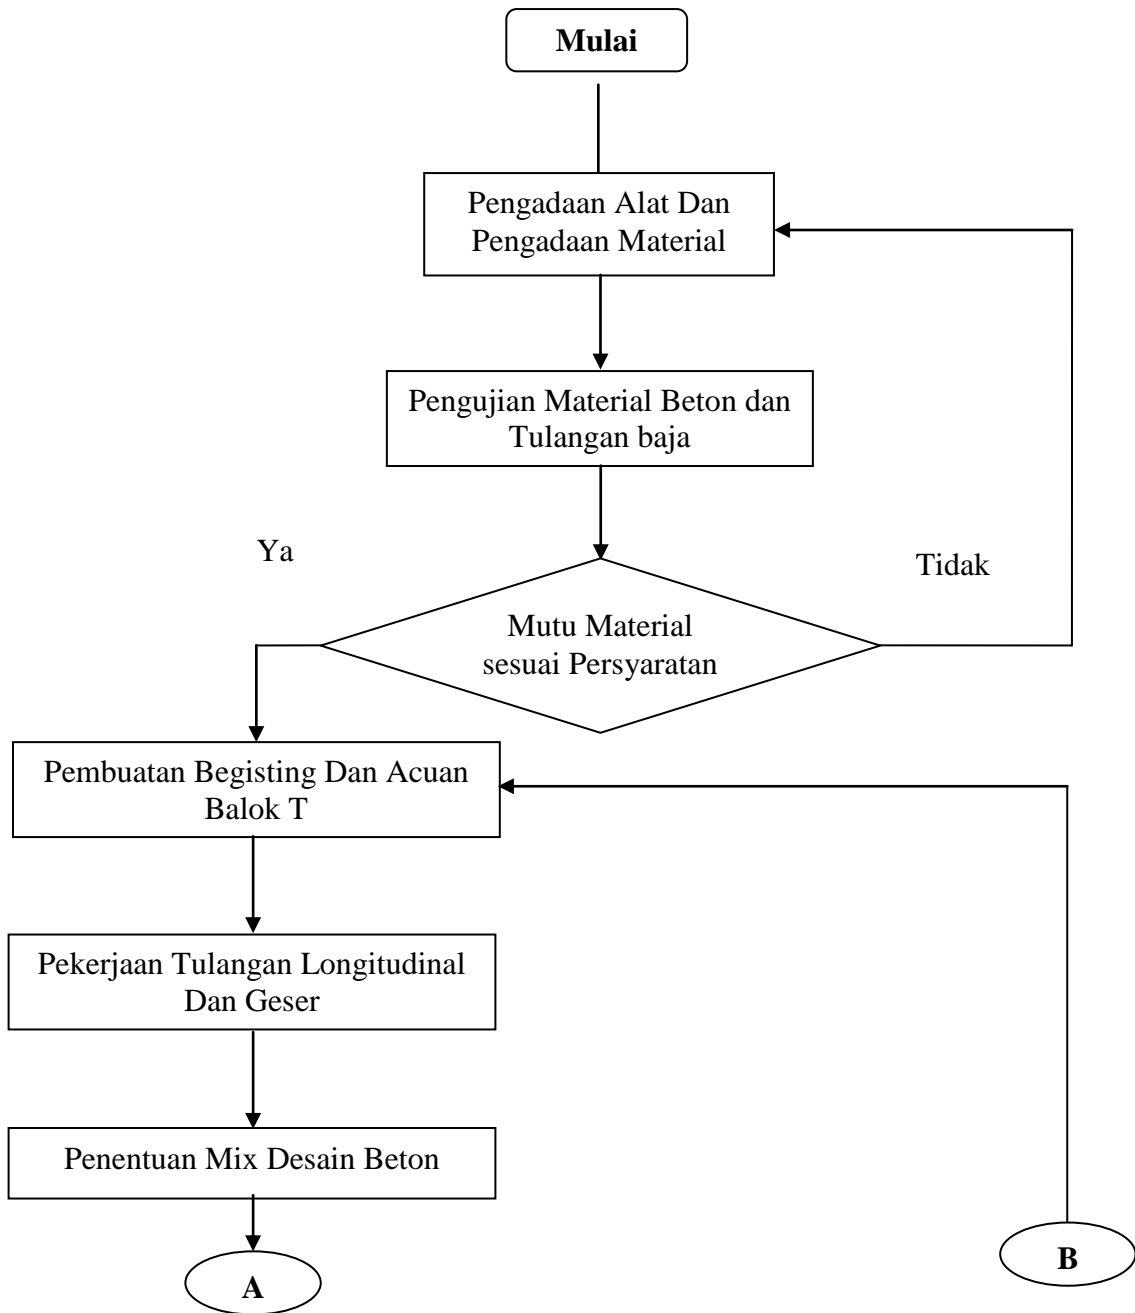 Mulai
Pengadaan Alat Dan
Pengadaan Material
Pengujian Material Beton dan
Tulangan baja
Ya
Tidak
Mutu Material
sesuai Persyaratan
Pembuatan Begisting Dan Acuan
Balok T
Pekerjaan Tulangan Longitudinal
Dan Geser
Penentuan Mix Desain Beton
A
B